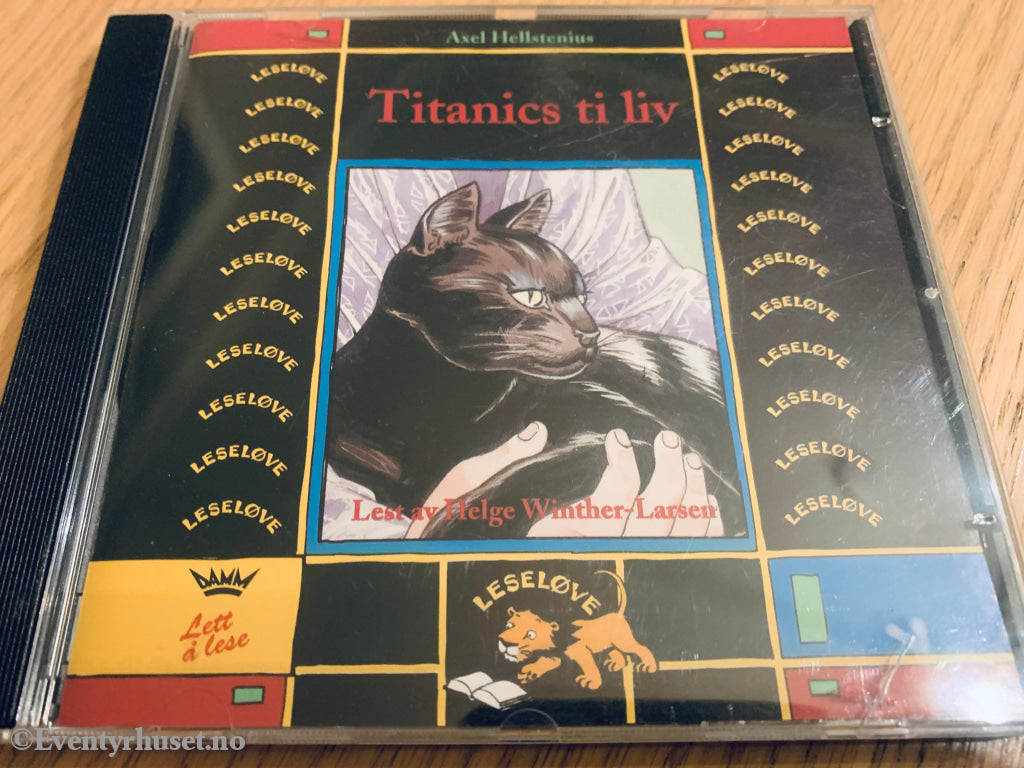 Axel Hellstenius
Titanics ti liv
LESELØVE LESELØVE
LESELØVE LESELØVE
LESELØVE LESELØVE
LESELØVE LESELØVE
LESELØVE LESELØVE
LESELØVE LESELØVE
LESELØVE LESELØVE
LESELØVE LESELØVE
LESELØVE LESELØVE
LESELØVE LESELØVE
LESELØVE LESELØVE
Lest av Helge Winther-Larsen
DAMM
Lett
å lese
LESELØVE
©Eventyrhuset.no